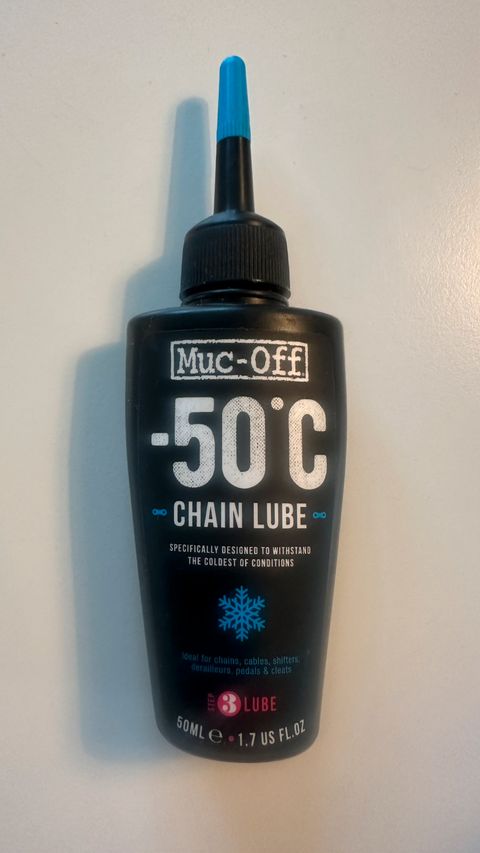 Muc-Off
-50°C
CHAIN LUBE
SPECIFICALLY DESIGNED TO WITHSTAND
THE COLDEST OF CONDITIONS
Ideal for chains, cables, shifters,
derailleurs, pedals & cleats
STEP 3 LUBE
50ML ℮ • 1.7 US FL.OZ